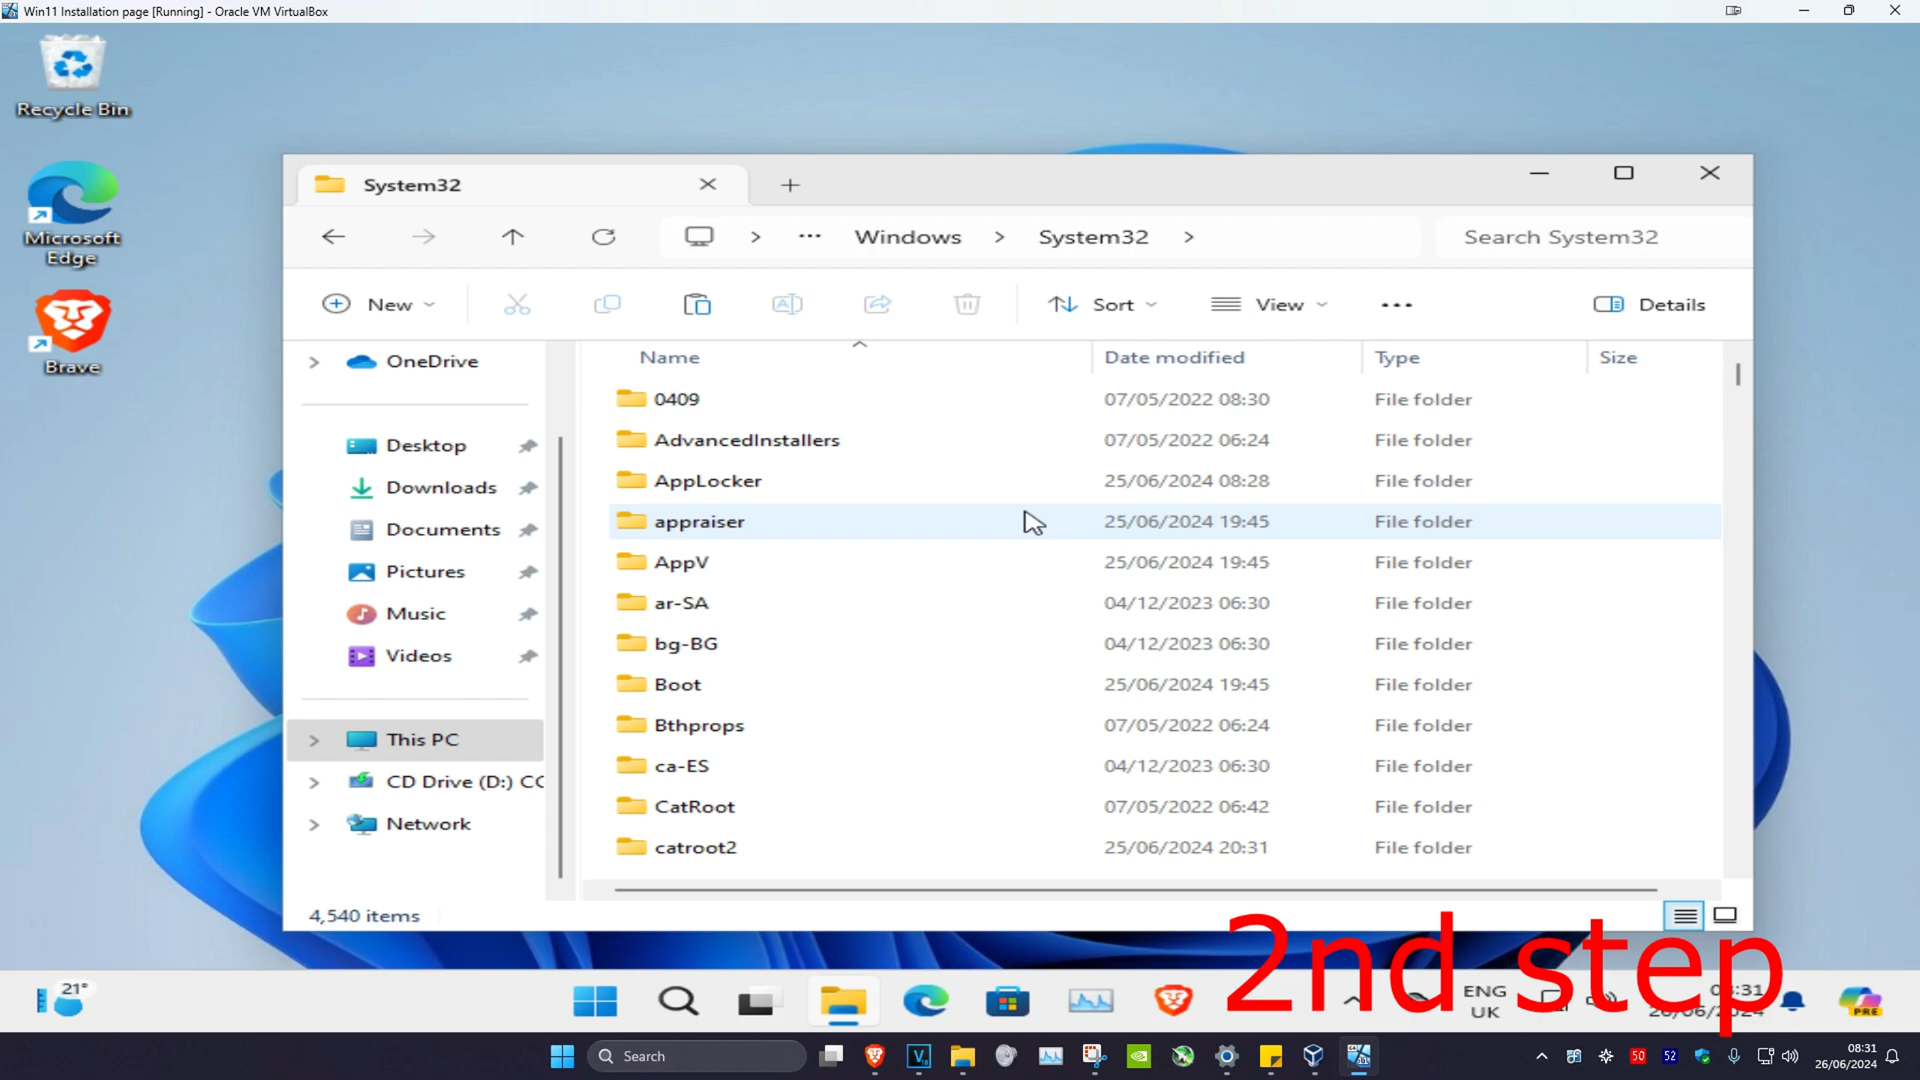 Win11 Installation page [Running] - Oracle VM VirtualBox
Recycle Bin
Microsoft
Edge
Brave
System32
Windows > System32 >
Search System32
New
Sort
View
Details
OneDrive
Desktop
Downloads
Documents
Pictures
Music
Videos
This PC
CD Drive (D:) CC
Network
Name Date modified Type Size
0409 07/05/2022 08:30 File folder
AdvancedInstallers 07/05/2022 06:24 File folder
AppLocker 25/06/2024 08:28 File folder
appraiser 25/06/2024 19:45 File folder
AppV 25/06/2024 19:45 File folder
ar-SA 04/12/2023 06:30 File folder
bg-BG 04/12/2023 06:30 File folder
Boot 25/06/2024 19:45 File folder
Bthprops 07/05/2022 06:24 File folder
ca-ES 04/12/2023 06:30 File folder
CatRoot 07/05/2022 06:42 File folder
catroot2 25/06/2024 20:31 File folder
4,540 items
2nd step
21°
ENG
UK
08:31
26/06/2024
PRE
Search
50
52
08:31
26/06/2024